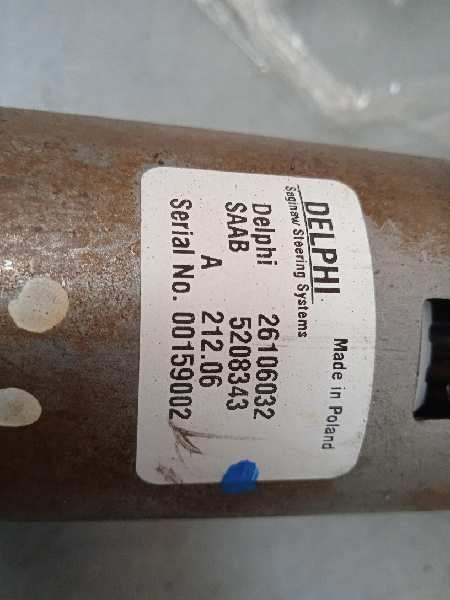 DELPHI
Saginaw Steering Systems
Made in Poland
Delphi 26106032
SAAB 5208343
A 212.06
Serial No. 00159002